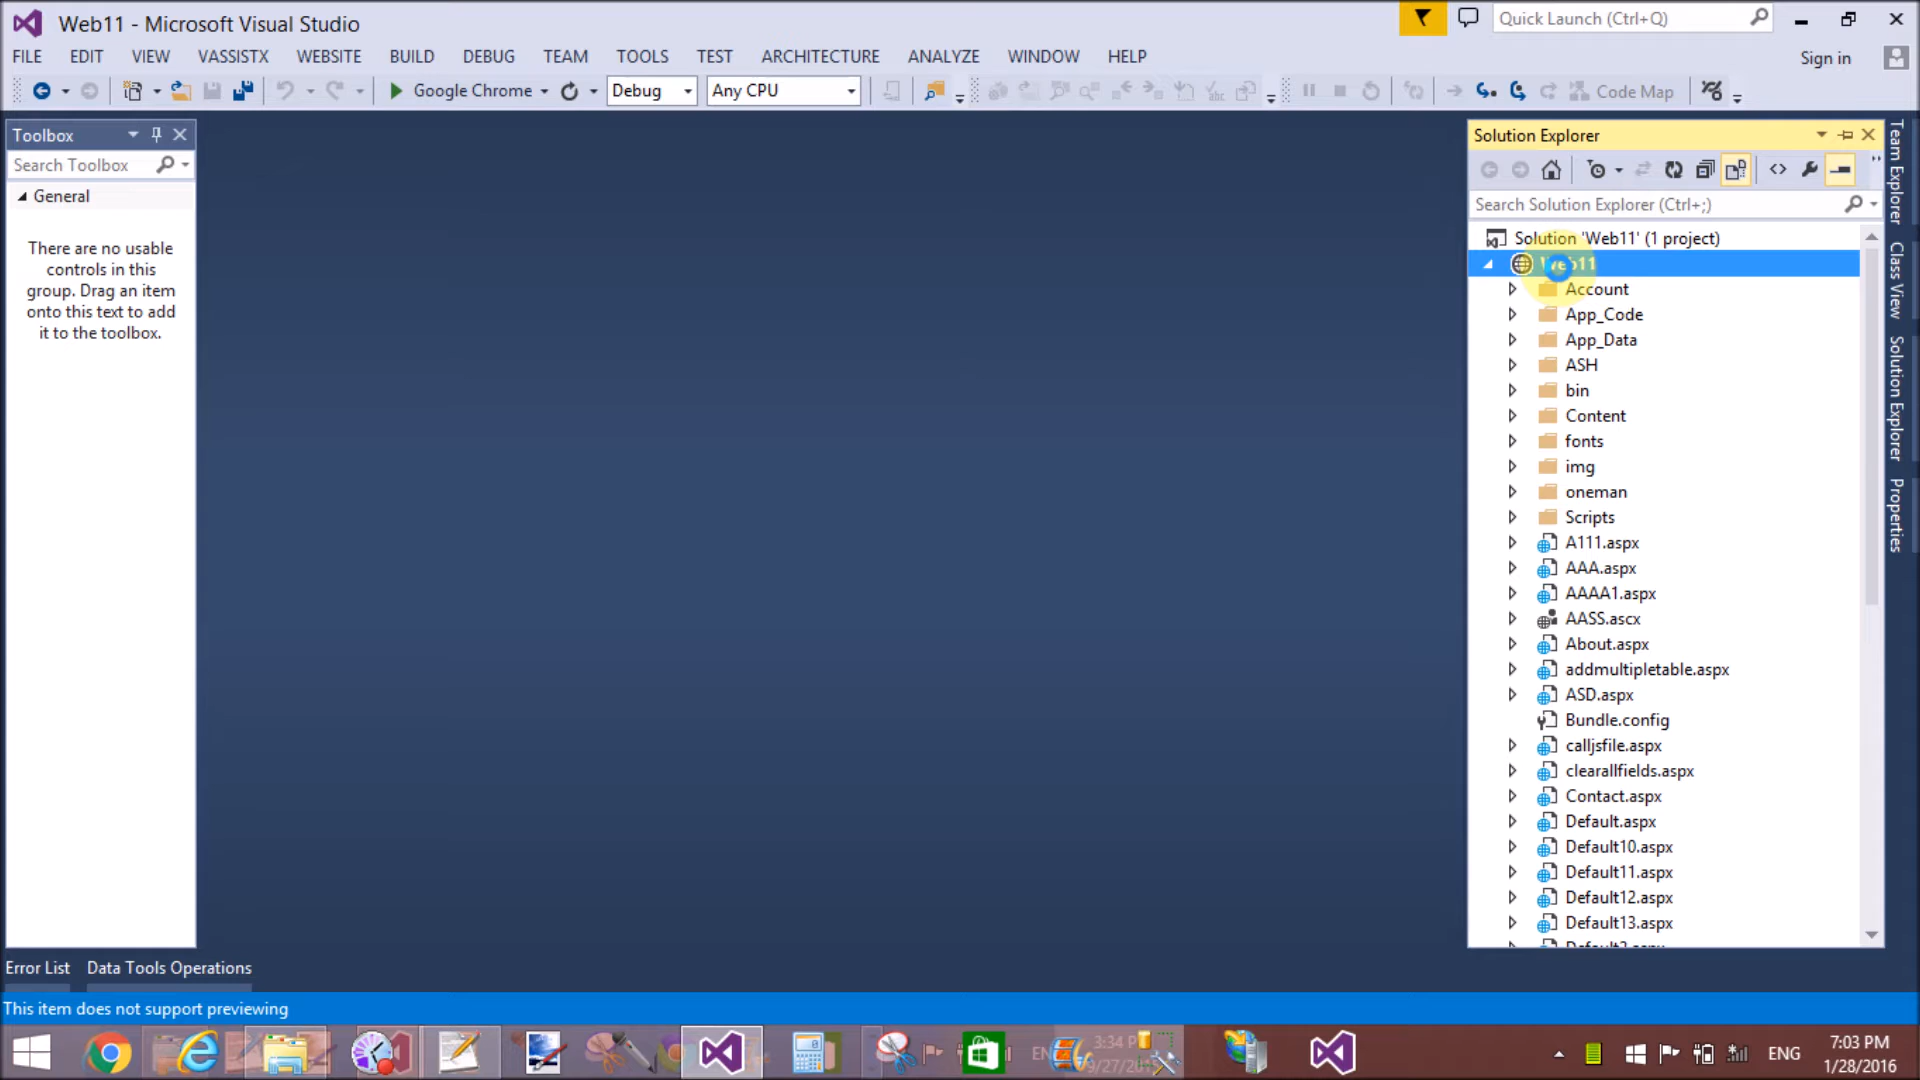 Web11 - Microsoft Visual Studio
Quick Launch (Ctrl+Q)
FILE EDIT VIEW VASSISTX WEBSITE BUILD DEBUG TEAM TOOLS TEST ARCHITECTURE ANALYZE WINDOW HELP
Sign in
Google Chrome Debug Any CPU Code Map
Toolbox
Search Toolbox
General
There are no usable
controls in this
group. Drag an item
onto this text to add
it to the toolbox.
Solution Explorer
Search Solution Explorer (Ctrl+;)
Solution 'Web11' (1 project)
Web11
Account
App_Code
App_Data
ASH
bin
Content
fonts
img
oneman
Scripts
A111.aspx
AAA.aspx
AAAA1.aspx
AASS.ascx
About.aspx
addmultipletable.aspx
ASD.aspx
Bundle.config
calljsfile.aspx
clearallfields.aspx
Contact.aspx
Default.aspx
Default10.aspx
Default11.aspx
Default12.aspx
Default13.aspx
Team Explorer
Class View
Solution Explorer
Properties
Error List Data Tools Operations
This item does not support previewing
3:34 P
9/27/20
ENG
7:03 PM
1/28/2016